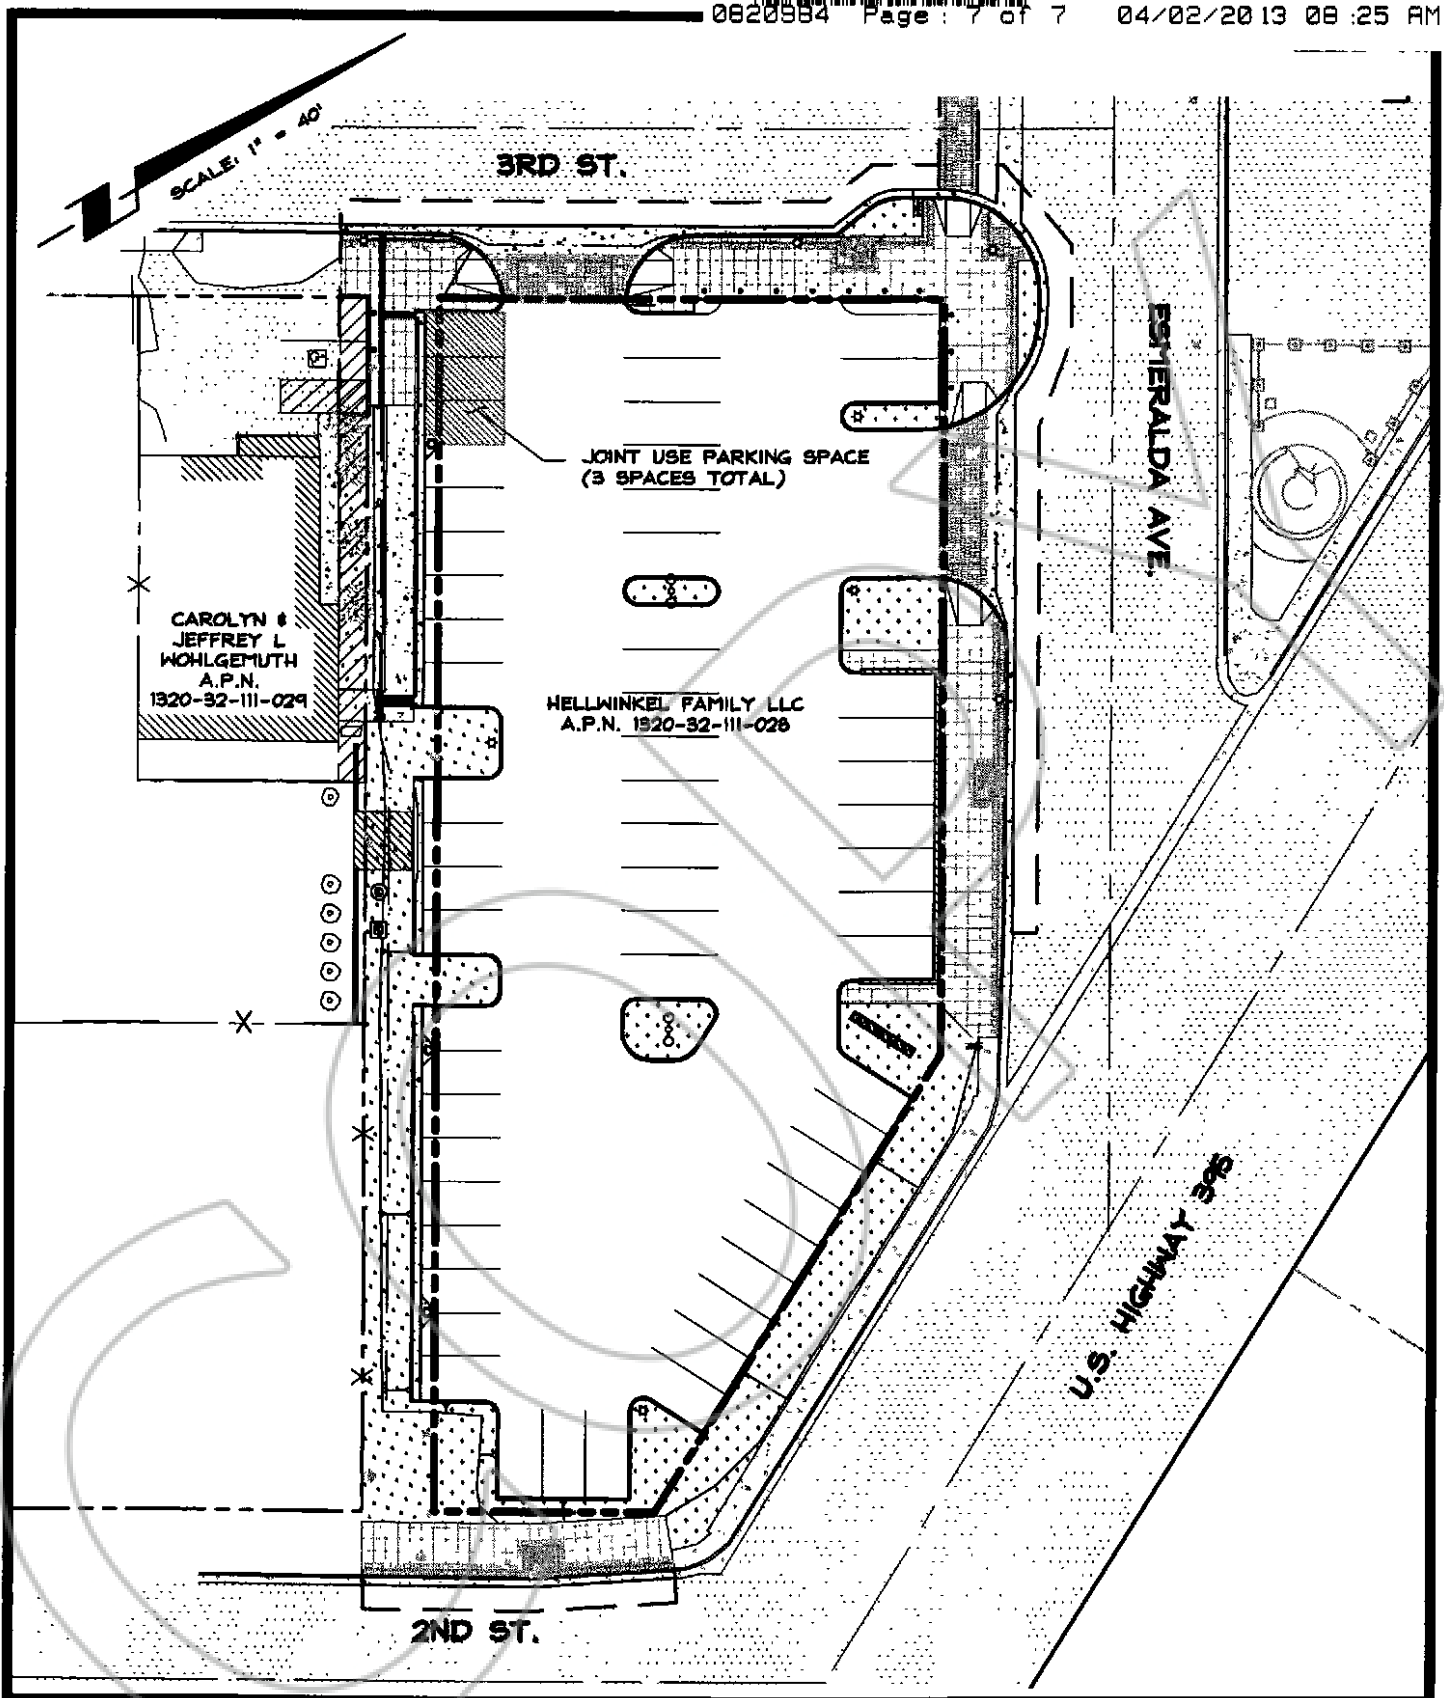 0820984 Page: 7 of 7 04/02/2013 08:25 AM
SCALE: 1" = 40'
3RD ST.
ESMERALDA AVE.
JOINT USE PARKING SPACE
(3 SPACES TOTAL)
CAROLYN &
JEFFREY L
WOHLGEMUTH
A.P.N.
1320-32-111-029
HELLWINKEL FAMILY LLC
A.P.N. 1320-32-111-028
U.S. HIGHWAY 395
2ND ST.
COPY